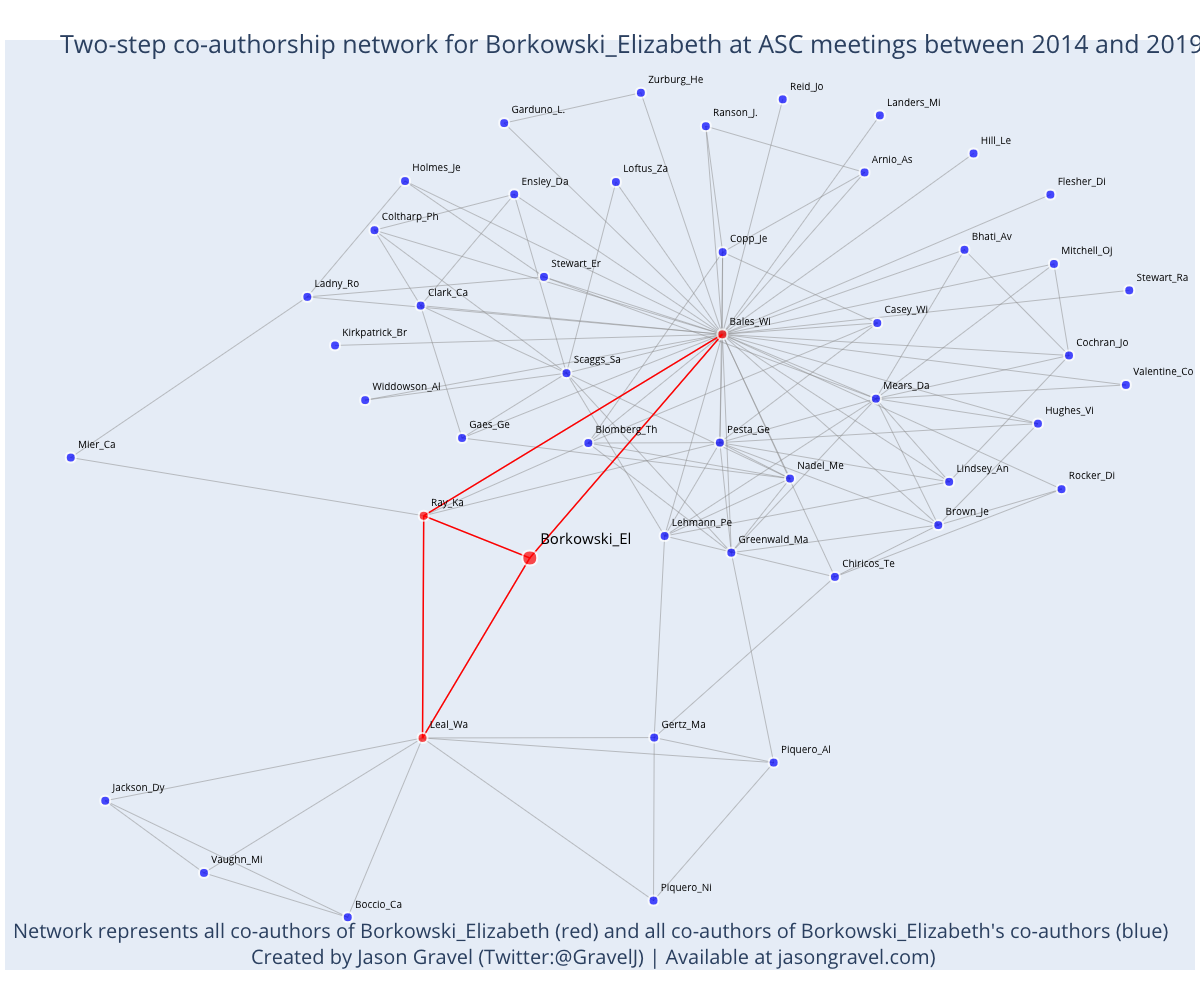 Two-step co-authorship network for Borkowski_Elizabeth at ASC meetings between 2014 and 2019
Zurburg_He
Reid_Jo
Garduno_L.
Ranson_J.
Landers_Mi
Hill_Le
Arnio_As
Holmes_Je
Ensley_Da
Loftus_Za
Flesher_Di
Coltharp_Ph
Copp_Je
Bhati_Av
Mitchell_Oj
Stewart_Er
Stewart_Ra
Ladny_Ro
Clark_Ca
Casey_Wi
Bales_Wi
Kirkpatrick_Br
Cochran_Jo
Scaggs_Sa
Valentine_Co
Widdowson_Al
Mears_Da
Hughes_Vi
Gaes_Ge
Blomberg_Th
Pesta_Ge
Mier_Ca
Nadel_Me
Lindsey_An
Rocker_Di
Ray_Ka
Brown_Je
Lehmann_Pe
Borkowski_El
Greenwald_Ma
Chiricos_Te
Leal_Wa
Gertz_Ma
Piquero_Al
Jackson_Dy
Vaughn_Mi
Piquero_Ni
Boccio_Ca
Network represents all co-authors of Borkowski_Elizabeth (red) and all co-authors of Borkowski_Elizabeth's co-authors (blue)
Created by Jason Gravel (Twitter:@GravelJ) | Available at jasongravel.com)